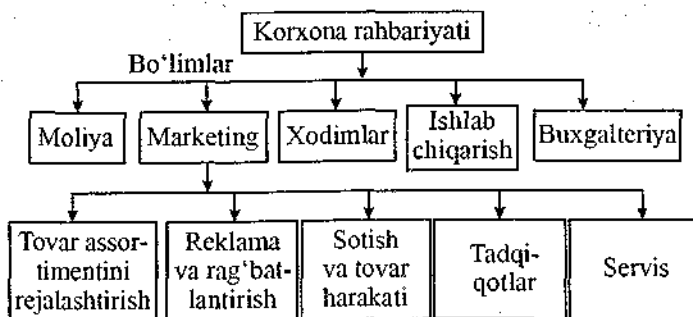 Korxona rahbariyati
Bo‘limlar
Moliya
Marketing
Xodimlar
Ishlab
chiqarish
Buxgalteriya
Tovar assor-
timentini
rejalashtirish
Reklama
va rag‘bat-
lantirish
Sotish
va tovar
harakati
Tadqi-
qotlar
Servis